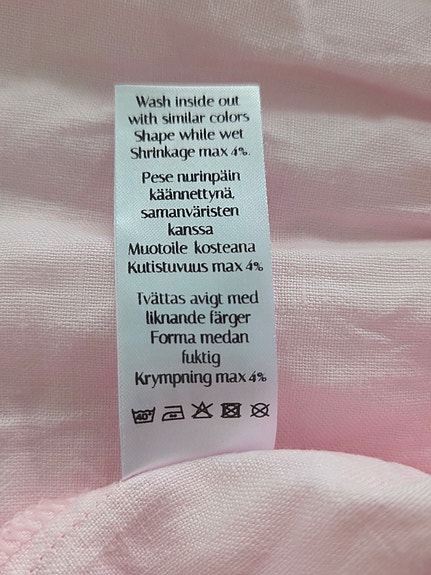 Wash inside out
with similar colors
Shape while wet
Shrinkage max 4%.
Pese nurinpäin
käännettynä,
samanväristen
kanssa
Muotoile kosteana
Kutistuvuus max 4%
Tvättas avigt med
liknande färger
Forma medan
fuktig
Krympning max 4%
40°